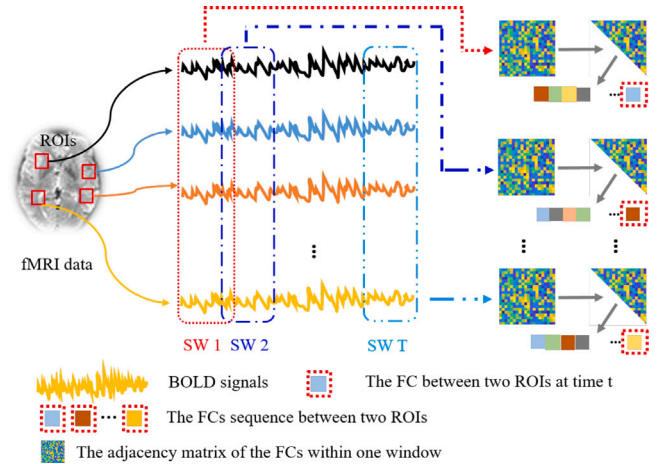 ROIs
fMRI data
SW 1
SW 2
SW T
BOLD signals
The FC between two ROIs at time t
The FCs sequence between two ROIs
The adjacency matrix of the FCs within one window